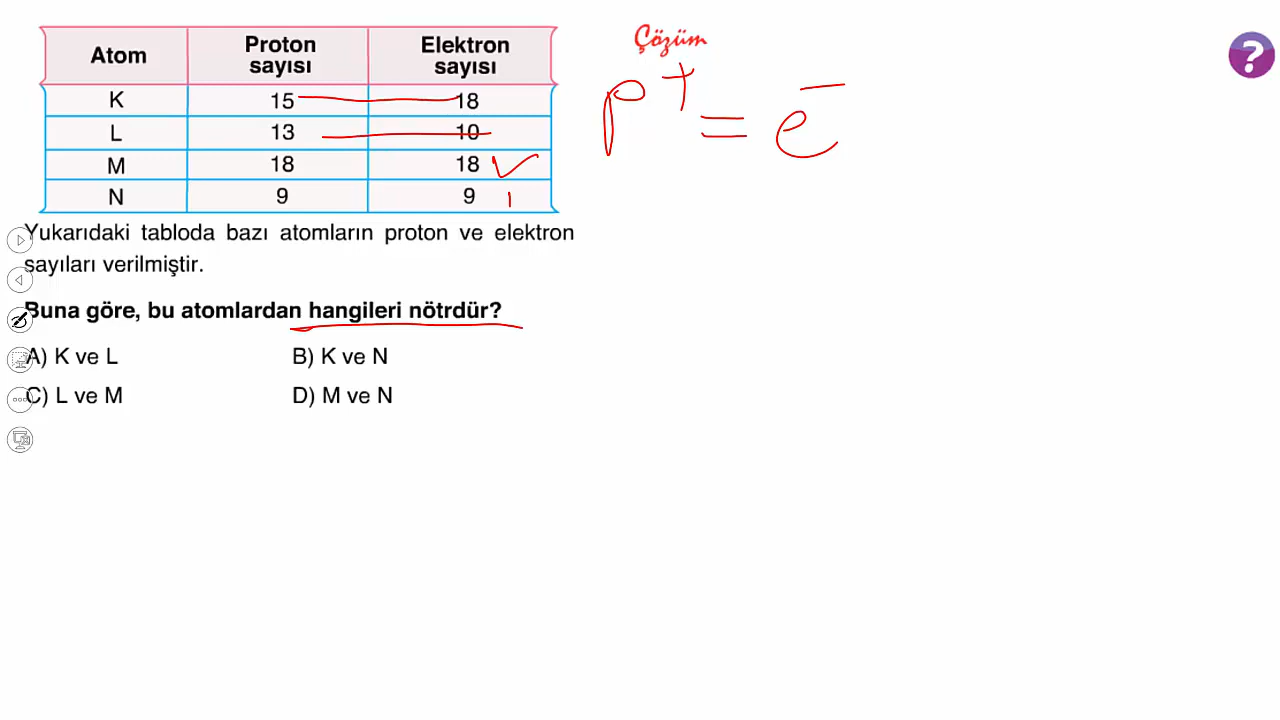 Atom Proton sayısı Elektron sayısı
K 15 18
L 13 10
M 18 18
N 9 9
Yukarıdaki tabloda bazı atomların proton ve elektron
sayıları verilmiştir.
Buna göre, bu atomlardan hangileri nötrdür?
A) K ve L B) K ve N
C) L ve M D) M ve N
Çözüm
p⁺ = e⁻
?